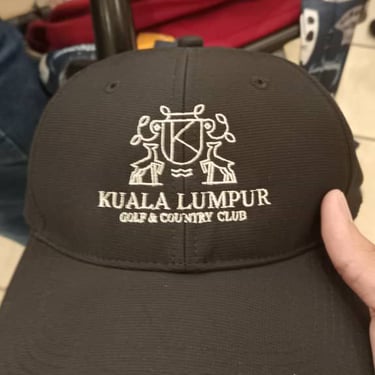 K
KUALA LUMPUR
GOLF & COUNTRY CLUB